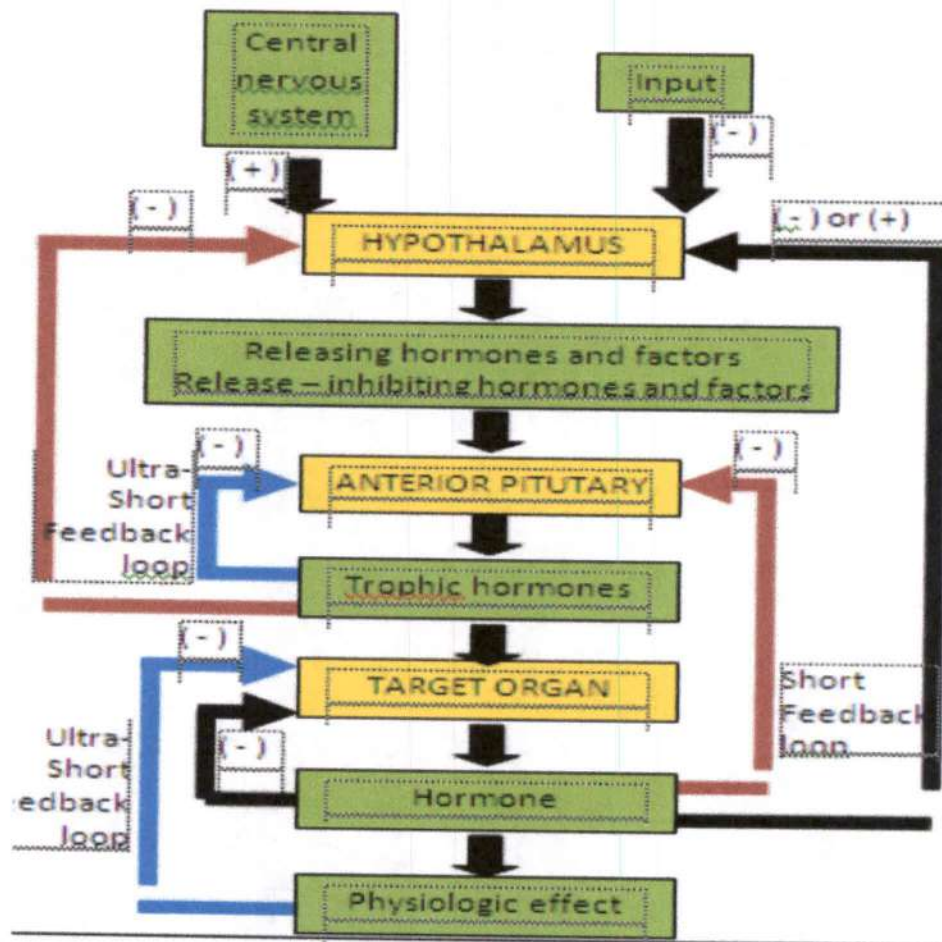 Central
nervous
system
Input
(+)
(-)
(-)
(-) or (+)
HYPOTHALAMUS
Releasing hormones and factors
Release – inhibiting hormones and factors
(-)
(-)
Ultra-
Short
Feedback
loop
ANTERIOR PITUTARY
Trophic hormones
(-)
TARGET ORGAN
Short
Feedback
loop
(-)
Ultra-
Short
eedback
loop
Hormone
Physiologic effect